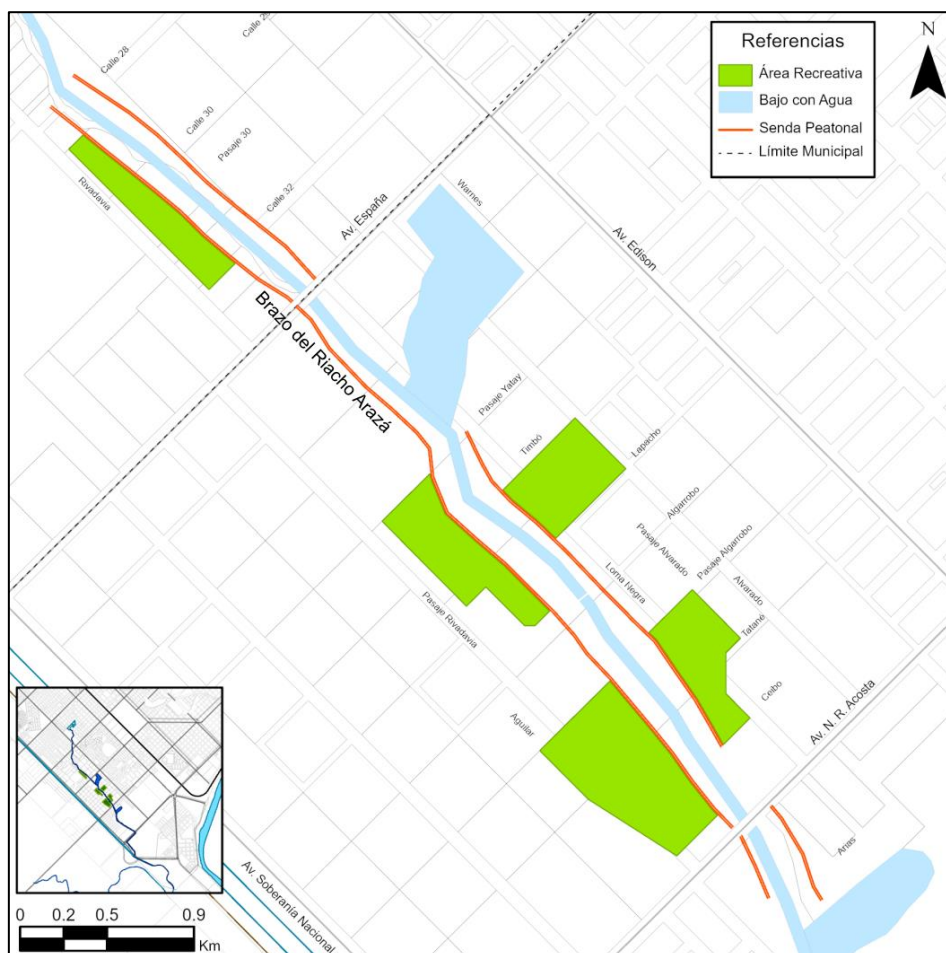 Calle 28
Calle 28
Calle 30
Pasaje 30
Calle 32
Rivadavia
Av. España
Warnes
Av. Edison
Brazo del Riacho Arazá
Referencias
Área Recreativa
Bajo con Agua
Senda Peatonal
Límite Municipal
N
Pasaje Yatay
Timbó
Lapacho
Algarrobo
Pasaje Alvarado
Pasaje Algarrobo
Loma Negra
Alvarado
Tatané
Ceibo
Pasaje Rivadavia
Aguilar
Av. N. R. Acosta
Arias
Av. Soberanía Nacional
0 0.2 0.5 0.9
Km